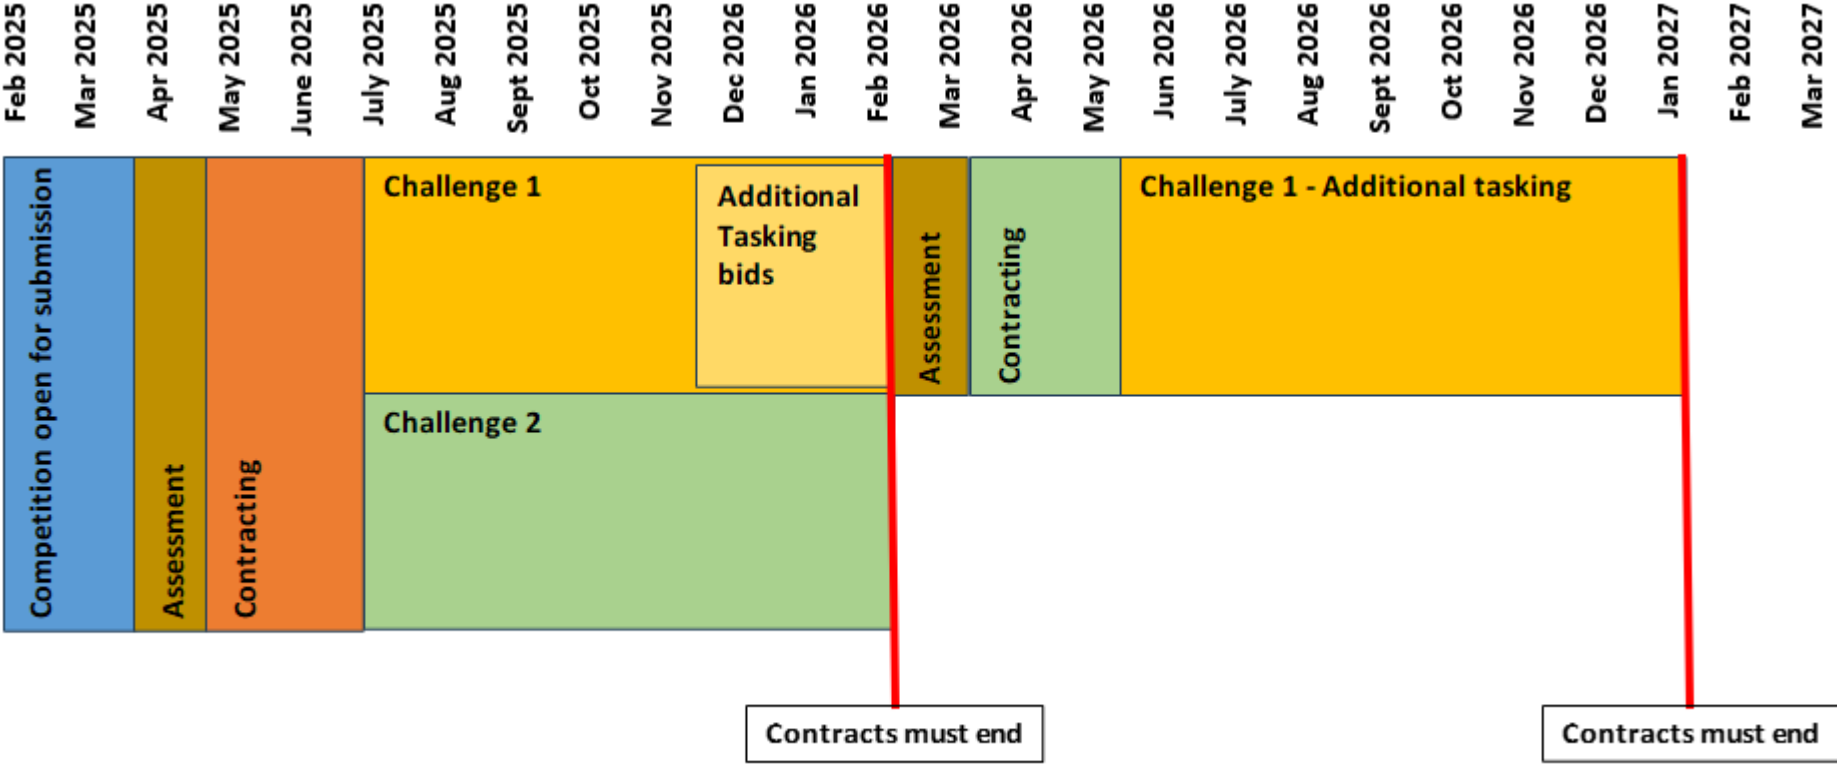 Feb 2025
Mar 2025
Apr 2025
May 2025
June 2025
July 2025
Aug 2025
Sept 2025
Oct 2025
Nov 2025
Dec 2026
Jan 2026
Feb 2026
Mar 2026
Apr 2026
May 2026
Jun 2026
July 2026
Aug 2026
Sept 2026
Oct 2026
Nov 2026
Dec 2026
Jan 2027
Feb 2027
Mar 2027
Competition open for submission
Assessment
Contracting
Challenge 1
Additional
Tasking
bids
Assessment
Contracting
Challenge 1 - Additional tasking
Challenge 2
Contracts must end
Contracts must end